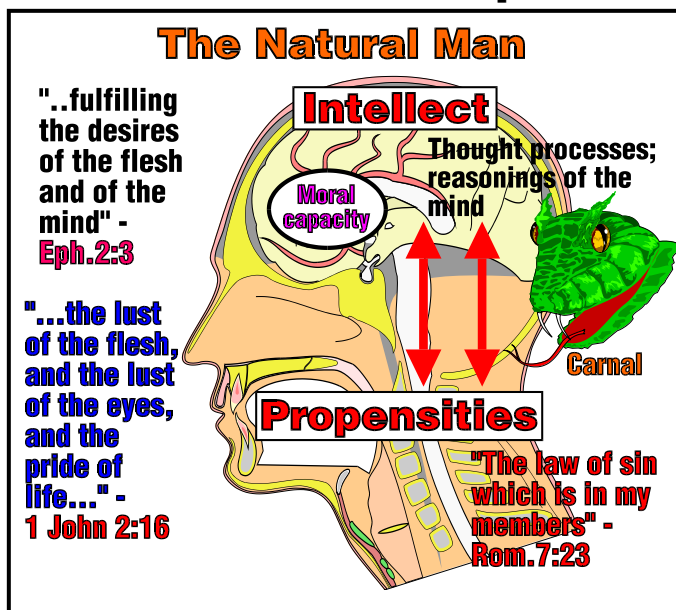 The Natural Man
"..fulfilling
the desires
of the flesh
and of the
mind" -
Eph.2:3
Intellect
Thought processes;
reasonings of the
mind
Moral
capacity
"...the lust
of the flesh,
and the lust
of the eyes,
and the
pride of
life..." -
1 John 2:16
Carnal
Propensities
"The law of sin
which is in my
members" -
Rom.7:23